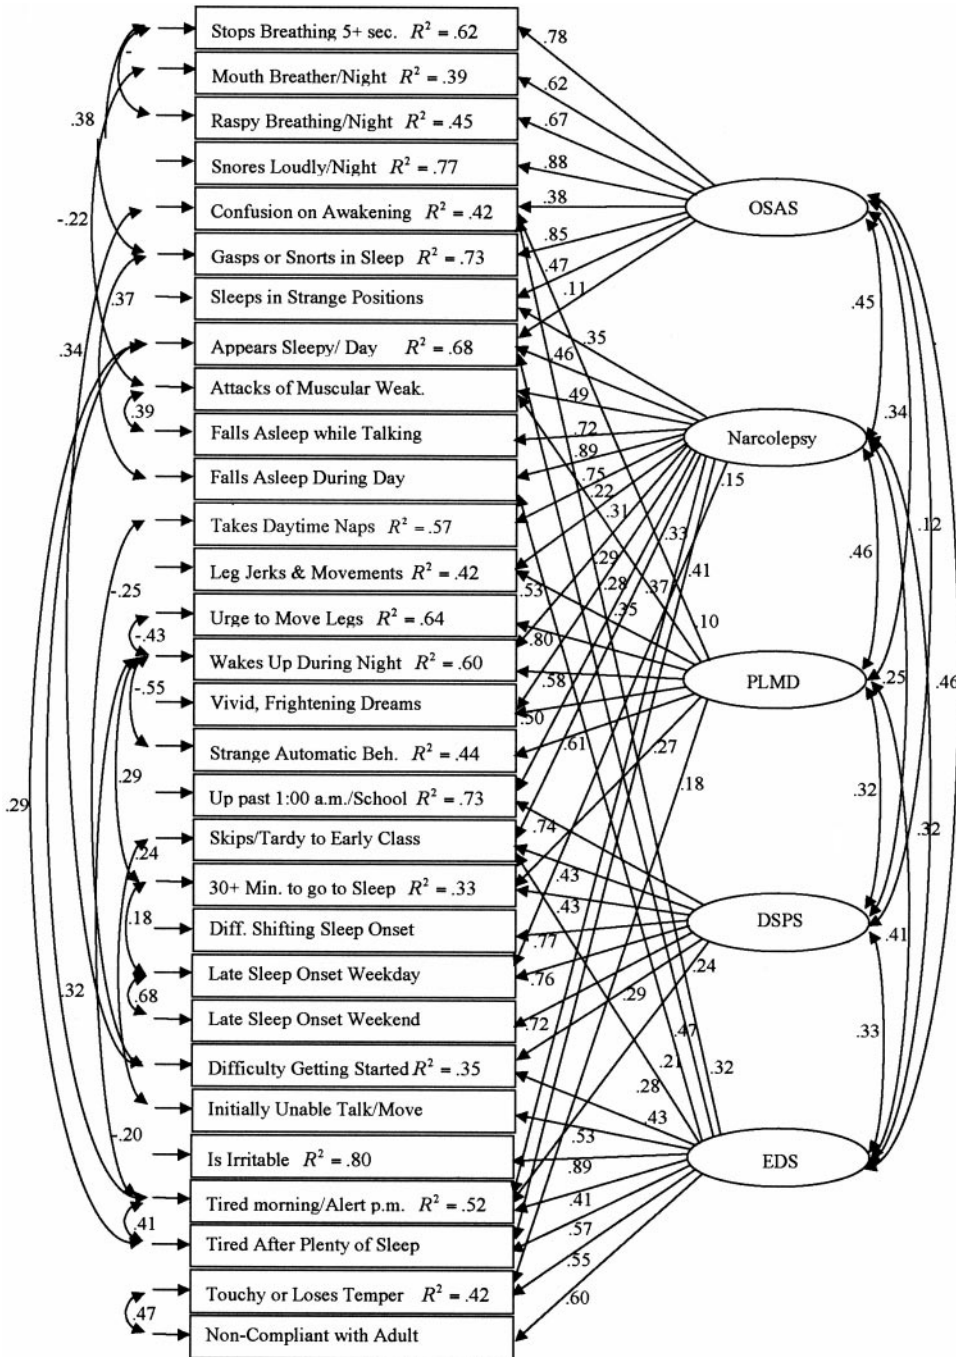 Stops Breathing 5+ sec. R² = .62
Mouth Breather/Night R² = .39
Raspy Breathing/Night R² = .45
Snores Loudly/Night R² = .77
Confusion on Awakening R² = .42
Gasps or Snorts in Sleep R² = .73
Sleeps in Strange Positions
Appears Sleepy/ Day R² = .68
Attacks of Muscular Weak.
Falls Asleep while Talking
Falls Asleep During Day
Takes Daytime Naps R² = .57
Leg Jerks & Movements R² = .42
Urge to Move Legs R² = .64
Wakes Up During Night R² = .60
Vivid, Frightening Dreams
Strange Automatic Beh. R² = .44
Up past 1:00 a.m./School R² = .73
Skips/Tardy to Early Class
30+ Min. to go to Sleep R² = .33
Diff. Shifting Sleep Onset
Late Sleep Onset Weekday
Late Sleep Onset Weekend
Difficulty Getting Started R² = .35
Initially Unable Talk/Move
Is Irritable R² = .80
Tired morning/Alert p.m. R² = .52
Tired After Plenty of Sleep
Touchy or Loses Temper R² = .42
Non-Compliant with Adult
-
.38
-.22
.37
.34
.39
-.25
-.43
-.55
.29
.29
.24
.18
.68
.32
-.20
.41
.47
.78
.62
.67
.88
.38
.85
.47
.11
.35
.46
.49
.72
.89
.75
.22
.31
.15
.33
.29
.28
.37
.41
.35
.53
.10
.80
.58
.50
.61
.27
.18
.74
.43
.43
.77
.76
.24
.29
.72
.47
.21
.32
.28
.43
.53
.89
.41
.57
.55
.60
OSAS
Narcolepsy
PLMD
DSPS
EDS
.45
.34
.12
.46
.25
.46
.32
.32
.41
.33